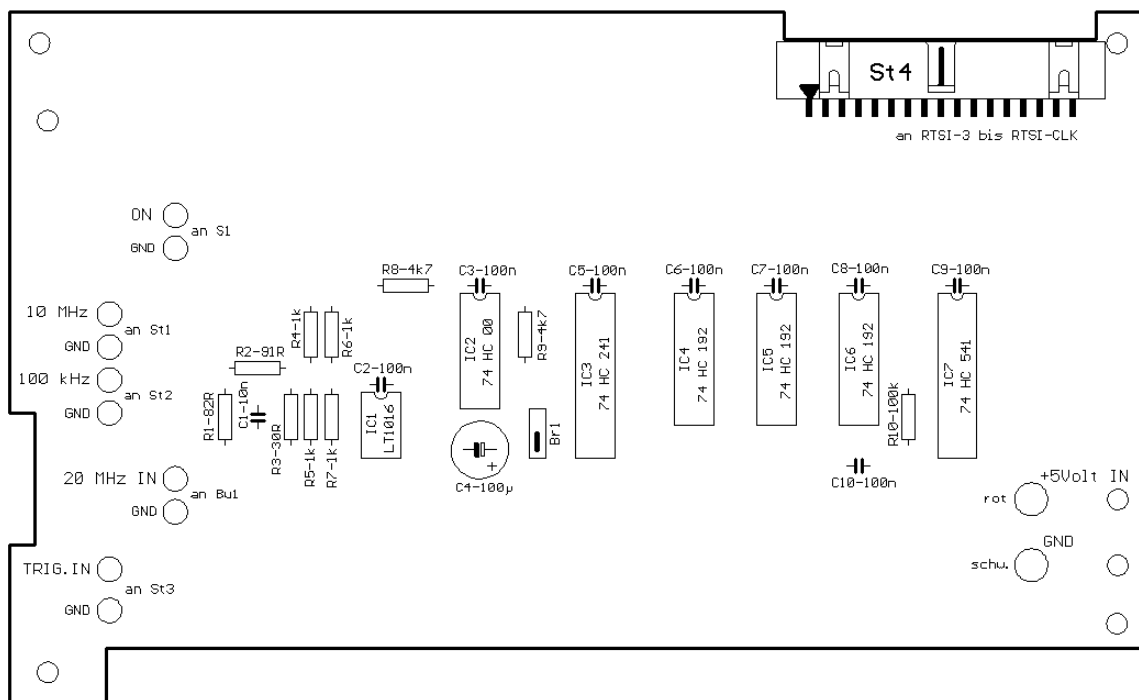 St4
an RTSI-3 bis RTSI-CLK
ON
an S1
GND
R8-4k7
C3-100n
C5-100n
C6-100n
C7-100n
C8-100n
C9-100n
10 MHz
an St1
GND
R4-1k
R6-1k
IC2
74 HC 00
R9-4k7
IC3
74 HC 241
IC4
74 HC 192
IC5
74 HC 192
IC6
74 HC 192
IC7
74 HC 541
R2-91R
C2-100n
100 kHz
an St2
GND
R1-82R
C1-10n
R3-30R
R5-1k
R7-1k
IC1
LT1016
Br1
R10-100k
+
C4-100µ
C10-100n
20 MHz IN
an Bu1
GND
+5Volt IN
rot
GND
schw.
TRIG.IN
an St3
GND